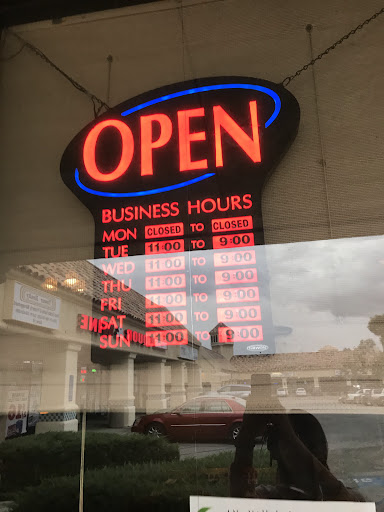 OPEN
BUSINESS HOURS
MON CLOSED TO CLOSED
TUE 11:00 TO 9:00
WED 11:00 TO 9:00
THU 11:00 TO 9:00
FRI 11:00 TO 9:00
SAT 11:00 TO 9:00
SUN 11:00 TO 9:00